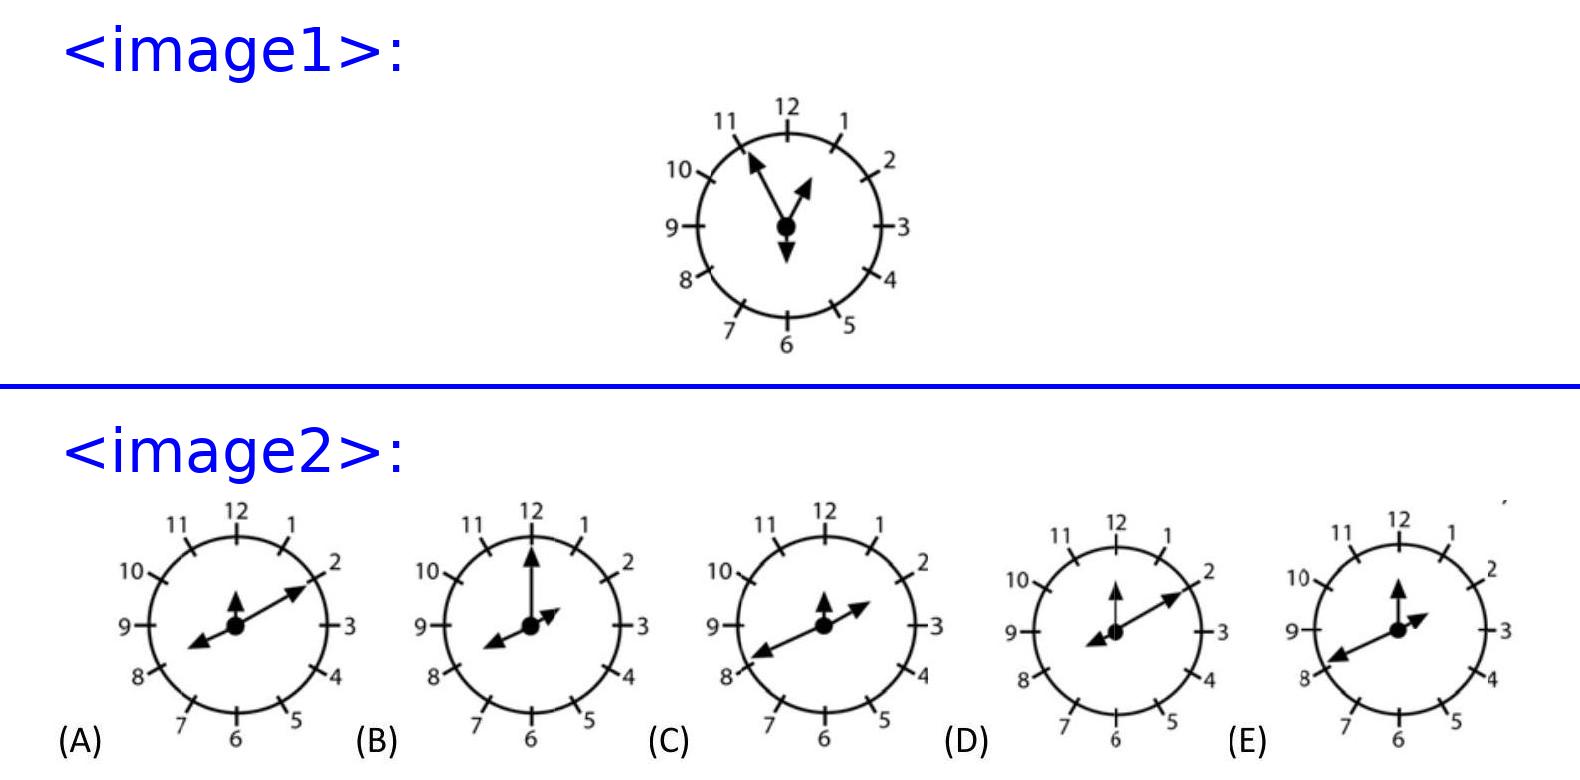 <image1>:
12
11 1
10 2
9 3
8 4
7 5
6
<image2>:
12 12 12 12 12
11 1 11 1 11 1 11 1 11 1
10 2 10 2 10 2 10 2 10 2
9 3 9 3 9 3 9 3 9 3
8 4 8 4 8 4 8 4 8 4
7 5 7 5 7 5 7 5 7 5
6 6 6 6 6
(A) (B) (C) (D) (E)